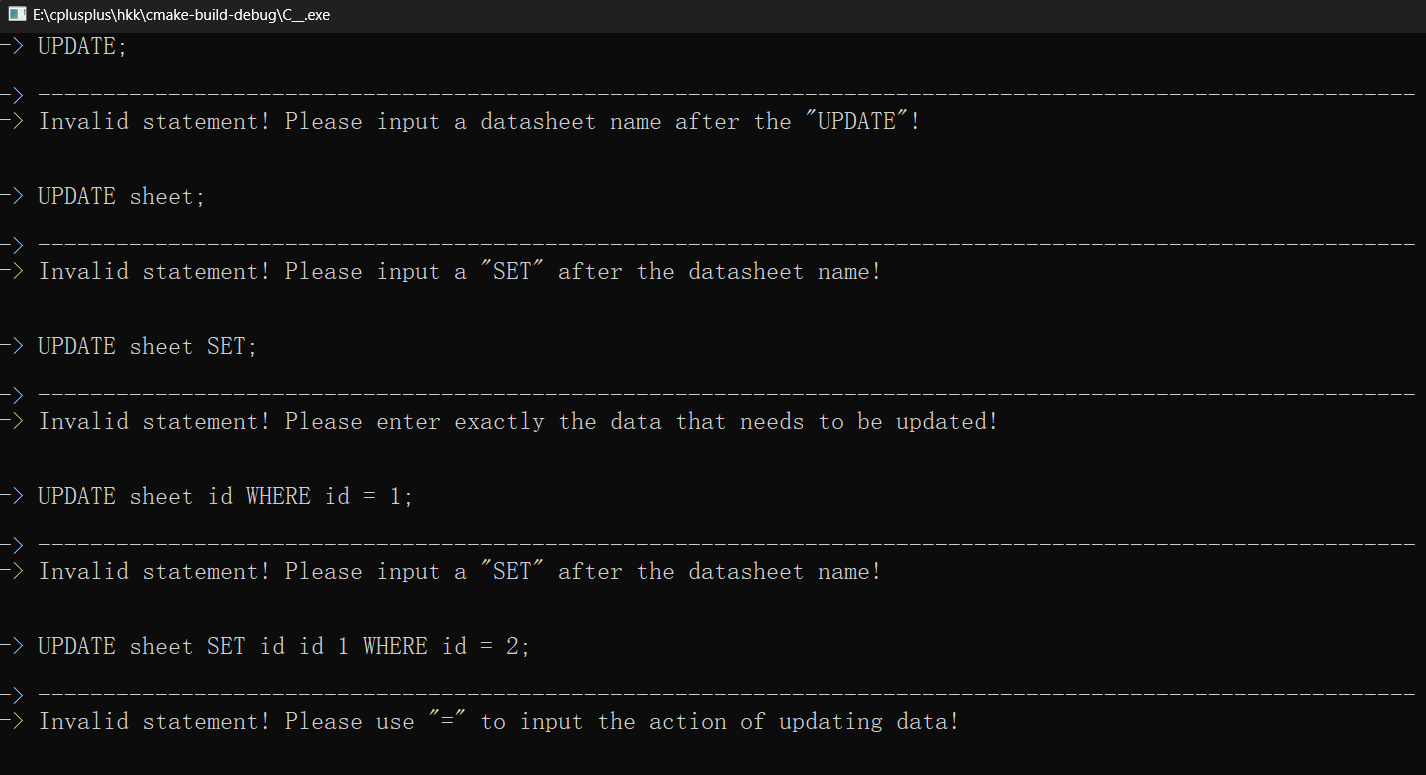 E:\cplusplus\hkk\cmake-build-debug\C__.exe
-> UPDATE;
-> ----------------------------------------------------------------------------------------------------------
-> Invalid statement! Please input a datasheet name after the "UPDATE"!
-> UPDATE sheet;
-> ----------------------------------------------------------------------------------------------------------
-> Invalid statement! Please input a "SET" after the datasheet name!
-> UPDATE sheet SET;
-> ----------------------------------------------------------------------------------------------------------
-> Invalid statement! Please enter exactly the data that needs to be updated!
-> UPDATE sheet id WHERE id = 1;
-> ----------------------------------------------------------------------------------------------------------
-> Invalid statement! Please input a "SET" after the datasheet name!
-> UPDATE sheet SET id id 1 WHERE id = 2;
-> ----------------------------------------------------------------------------------------------------------
-> Invalid statement! Please use "=" to input the action of updating data!